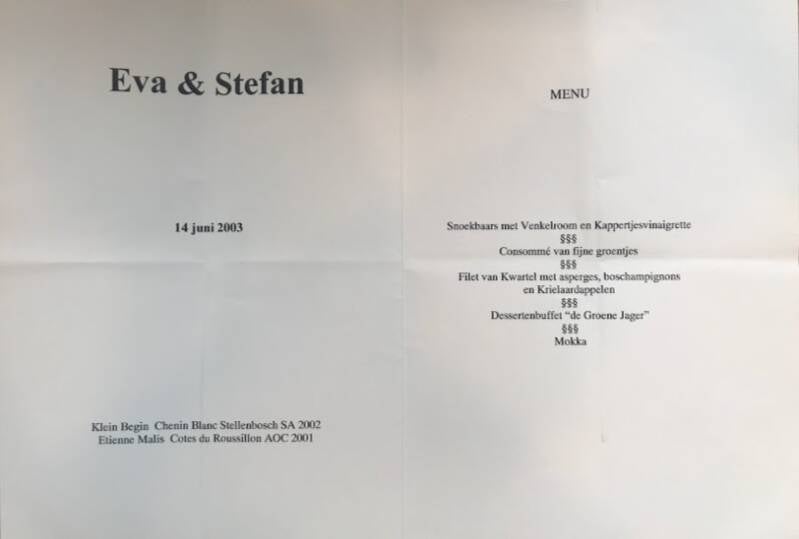 Eva & Stefan
14 juni 2003
Klein Begin Chenin Blanc Stellenbosch SA 2002
Etienne Malis Cotes du Roussillon AOC 2001
MENU
Snoekbaars met Venkelroom en Kappertjesvinaigrette
§§§
Consommé van fijne groentjes
§§§
Filet van Kwartel met asperges, boschampignons
en Krielaardappelen
§§§
Dessertenbuffet “de Groene Jager”
§§§
Mokka